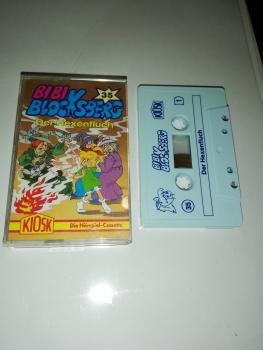 BIBI
35
BLOCKSBERG
Der Hexenfluch
KIOSK
Die Hörspiel-Cassette
KIOSK
1
BIBI
BLOCKSBERG
Der Hexenfluch
35